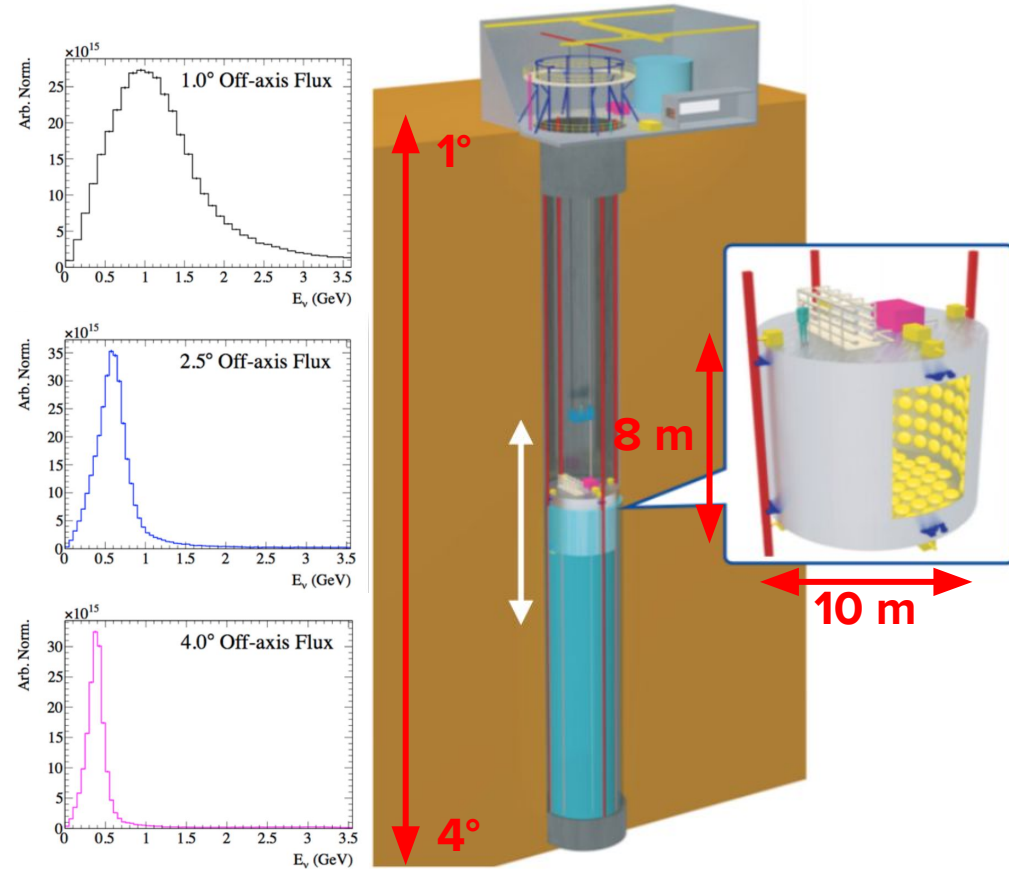 ×10¹⁵
1.0° Off-axis Flux
Arb. Norm.
25
20
15
10
5
0
0 0.5 1 1.5 2 2.5 3 3.5
Eᵥ (GeV)
×10¹⁵
2.5° Off-axis Flux
Arb. Norm.
35
30
25
20
15
10
5
0
0 0.5 1 1.5 2 2.5 3 3.5
Eᵥ (GeV)
×10¹⁵
4.0° Off-axis Flux
Arb. Norm.
30
25
20
15
10
5
0
0 0.5 1 1.5 2 2.5 3 3.5
Eᵥ (GeV)
1°
4°
8 m
10 m